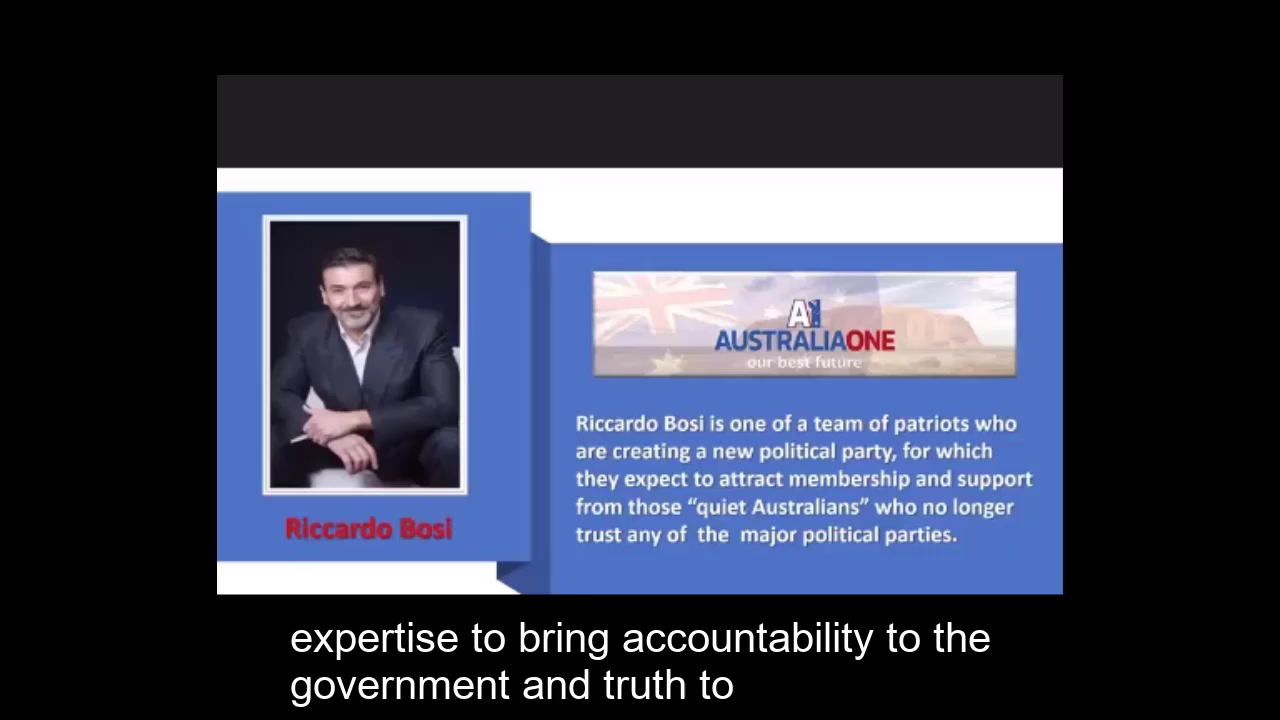 A1
AUSTRALIAONE
our best future
Riccardo Bosi is one of a team of patriots who
are creating a new political party, for which
they expect to attract membership and support
from those “quiet Australians” who no longer
trust any of the major political parties.
Riccardo Bosi
expertise to bring accountability to the
government and truth to